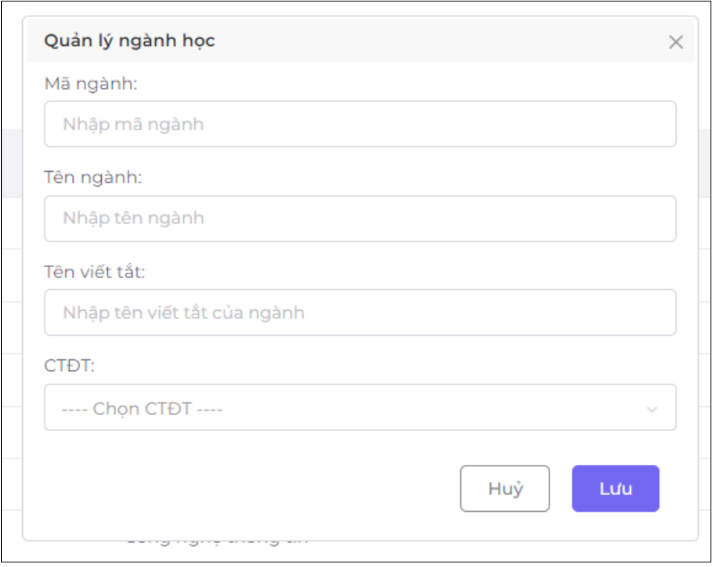 Quản lý ngành học
Mã ngành:
Nhập mã ngành
Tên ngành:
Nhập tên ngành
Tên viết tắt:
Nhập tên viết tắt của ngành
CTĐT:
---- Chọn CTĐT ----
Huỷ Lưu